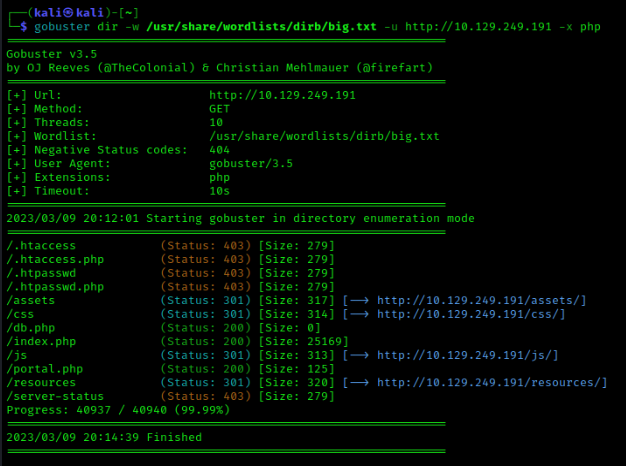 ┌──(kali㉿kali)-[~]
└─$ gobuster dir -w /usr/share/wordlists/dirb/big.txt -u http://10.129.249.191 -x php
===============================================================
Gobuster v3.5
by OJ Reeves (@TheColonial) & Christian Mehlmauer (@firefart)
===============================================================
[+] Url:                     http://10.129.249.191
[+] Method:                  GET
[+] Threads:                 10
[+] Wordlist:                /usr/share/wordlists/dirb/big.txt
[+] Negative Status codes:   404
[+] User Agent:              gobuster/3.5
[+] Extensions:              php
[+] Timeout:                 10s
===============================================================
2023/03/09 20:12:01 Starting gobuster in directory enumeration mode
===============================================================
/.htaccess            (Status: 403) [Size: 279]
/.htaccess.php        (Status: 403) [Size: 279]
/.htpasswd            (Status: 403) [Size: 279]
/.htpasswd.php        (Status: 403) [Size: 279]
/assets               (Status: 301) [Size: 317] [--> http://10.129.249.191/assets/]
/css                  (Status: 301) [Size: 314] [--> http://10.129.249.191/css/]
/db.php               (Status: 200) [Size: 0]
/index.php            (Status: 200) [Size: 25169]
/js                   (Status: 301) [Size: 313] [--> http://10.129.249.191/js/]
/portal.php           (Status: 200) [Size: 125]
/resources            (Status: 301) [Size: 320] [--> http://10.129.249.191/resources/]
/server-status        (Status: 403) [Size: 279]
Progress: 40937 / 40940 (99.99%)
===============================================================
2023/03/09 20:14:39 Finished
===============================================================